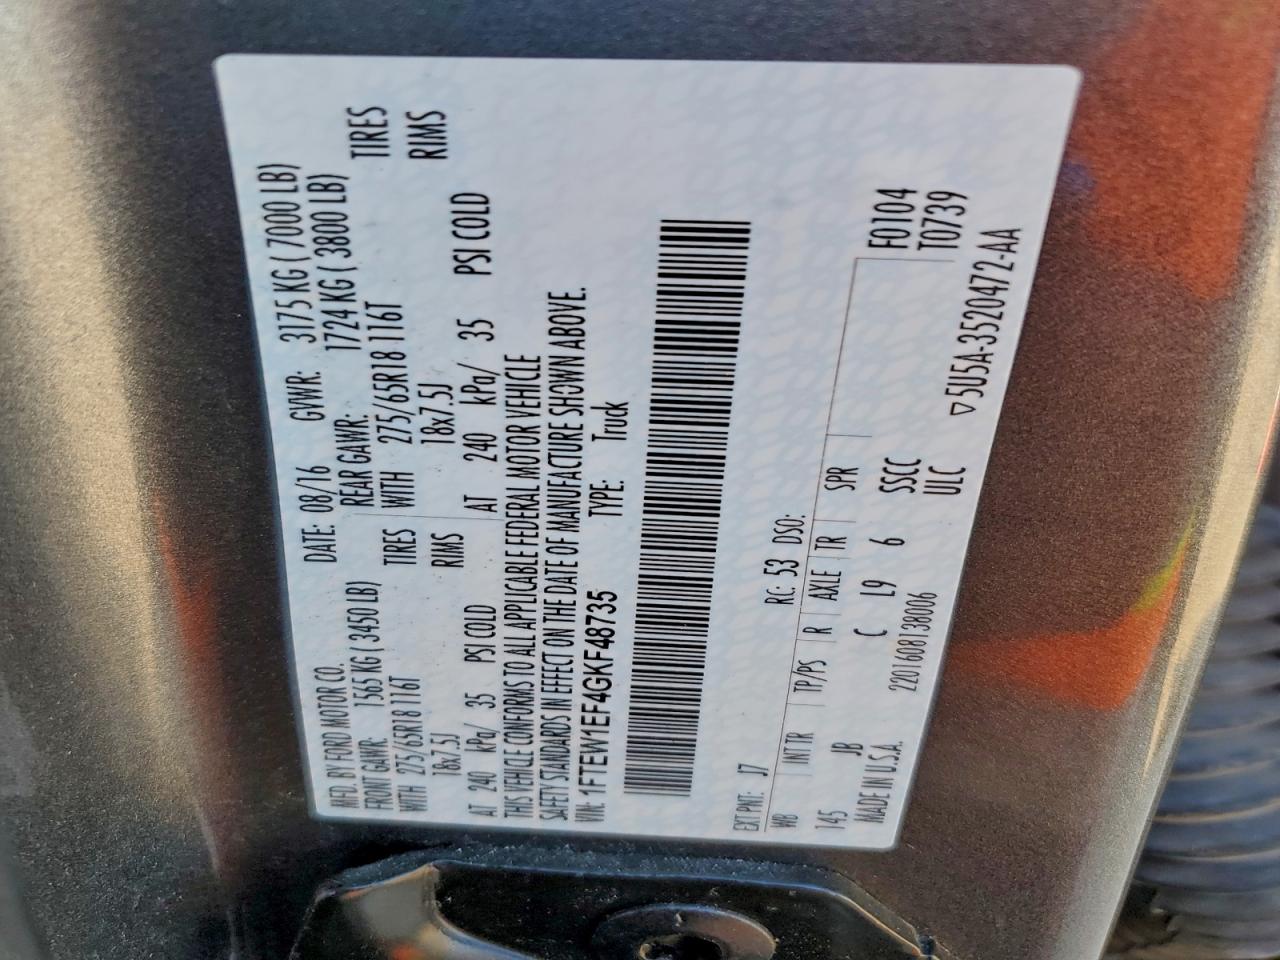 MFD. BY FORD MOTOR CO. DATE: 08/16 GVWR: 3175 KG ( 7000 LB)
FRONT GAWR: 1565 KG ( 3450 LB) REAR GAWR: 1724 KG ( 3800 LB)
WITH 275/65R18 116T TIRES WITH 275/65R18 116T TIRES
18x7.5J RIMS 18x7.5J RIMS
AT 240 kPa/ 35 PSI COLD AT 240 kPa/ 35 PSI COLD
THIS VEHICLE CONFORMS TO ALL APPLICABLE FEDERAL MOTOR VEHICLE
SAFETY STANDARDS IN EFFECT ON THE DATE OF MANUFACTURE SHOWN ABOVE.
VIN: 1FTEW1EF4GKF48735 TYPE: Truck
EXT PNT: J7 RC: 53 DSO:
WB INT TR TP/PS R AXLE TR SPR F0104
145 JB C L9 6 SSCC T0739
MADE IN U.S.A. 2201608138006 ULC
▽5U5A-3520472-AA